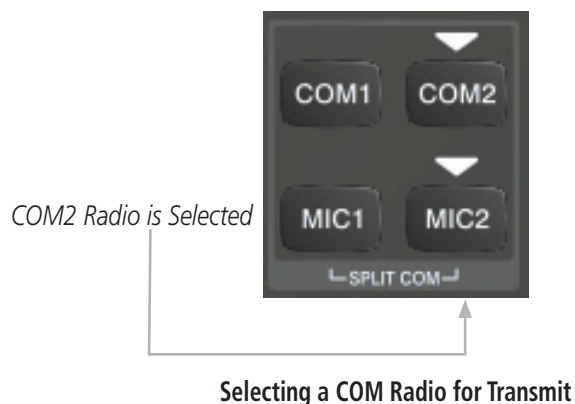 COM1 COM2
COM2 Radio is Selected
MIC1 MIC2
SPLIT COM
Selecting a COM Radio for Transmit